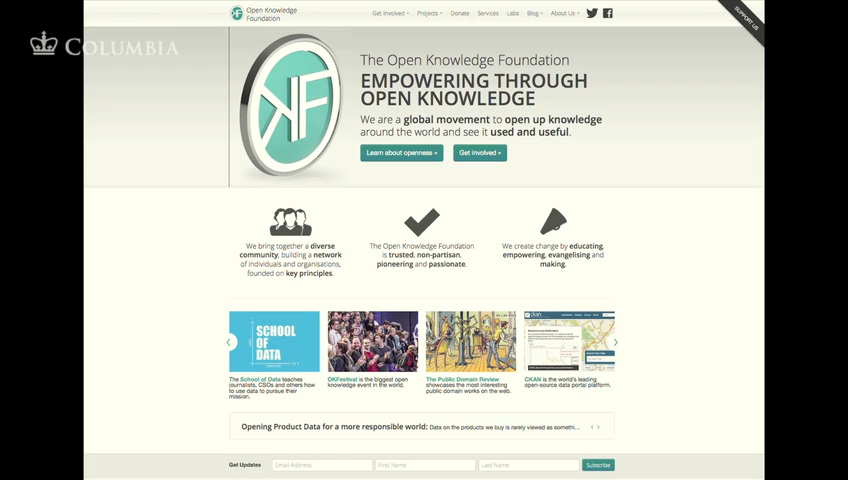 Open Knowledge
Foundation
Get Involved
Projects
Donate
Services
Labs
Blog
About Us
SUPPORT US
COLUMBIA
The Open Knowledge Foundation
EMPOWERING THROUGH
OPEN KNOWLEDGE
We are a global movement to open up knowledge
around the world and see it used and useful.
Learn about openness »
Get involved »
We bring together a diverse
community, building a network
of individuals and organisations,
founded on key principles.
The Open Knowledge Foundation
is trusted, non-partisan,
pioneering and passionate.
We create change by educating,
empowering, evangelising and
making.
SCHOOL
OF
DATA
The School of Data teaches
journalists, CSOs and others how
to use data to pursue their
mission.
OKFestival is the biggest open
knowledge event in the world.
The Public Domain Review
showcases the most interesting
public domain works on the web.
ckan
CKAN is the world's leading
open-source data portal platform.
Opening Product Data for a more responsible world: Data on the products we buy is rarely viewed as somethi...
Get Updates
Email Address
First Name
Last Name
Subscribe